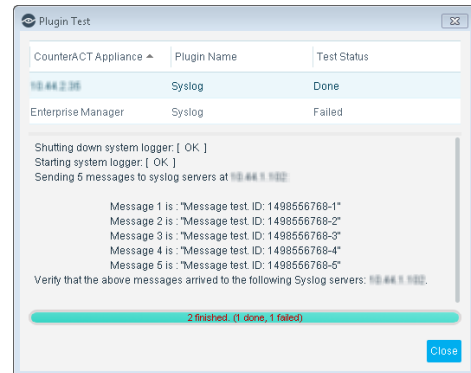 Plugin Test
CounterACT Appliance Plugin Name Test Status
Syslog Done
Enterprise Manager Syslog Failed
Shutting down system logger: [ OK ]
Starting system logger: [ OK ]
Sending 5 messages to syslog servers at
Message 1 is : "Message test. ID: 1498556768-1"
Message 2 is : "Message test. ID: 1498556768-2"
Message 3 is : "Message test. ID: 1498556768-3"
Message 4 is : "Message test. ID: 1498556768-4"
Message 5 is : "Message test. ID: 1498556768-5"
Verify that the above messages arrived to the following Syslog servers:
2 finished. (1 done, 1 failed)
Close